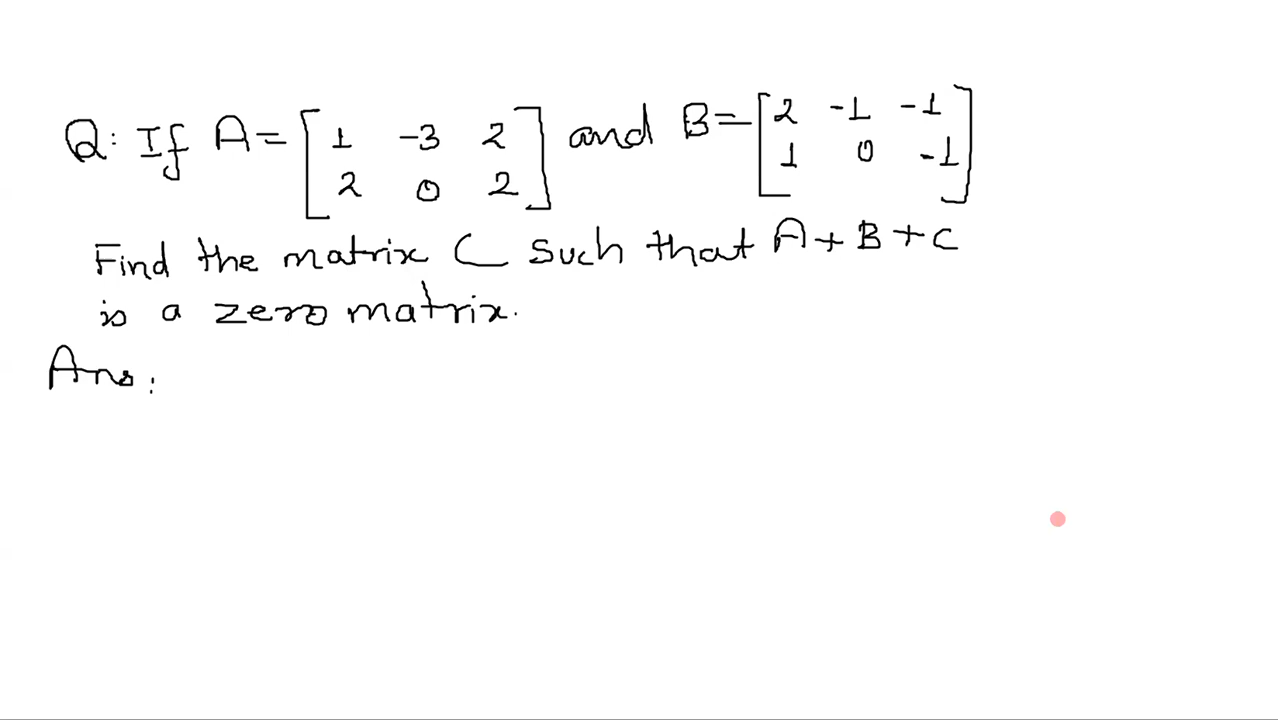 Q: If A = [1 -3 2 and B = [2 -1 -1
2 0 2] 1 0 -1]
Find the matrix C such that A + B + C
is a zero matrix.
Ans: